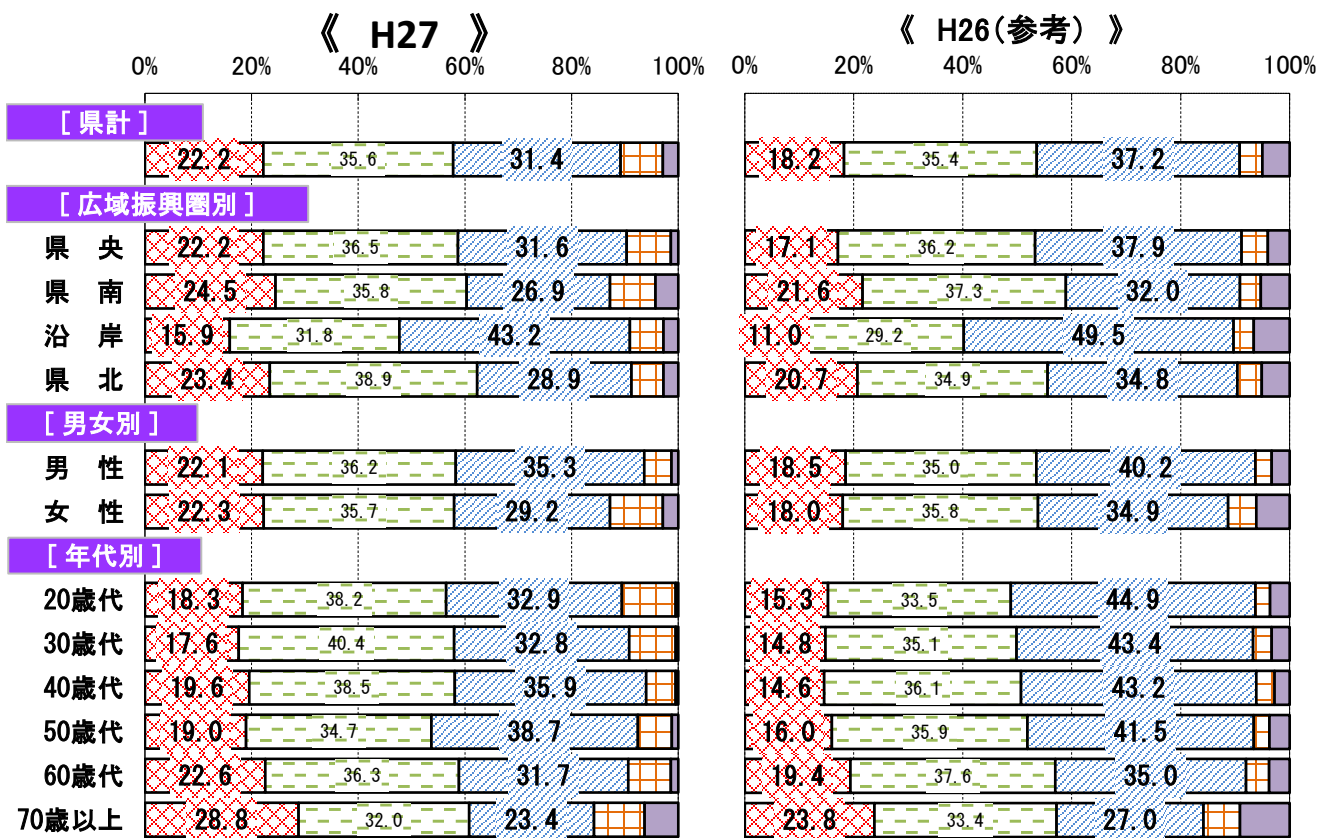 《 H27 》 《 H26(参考) 》
0% 20% 40% 60% 80% 100% 0% 20% 40% 60% 80% 100%
[ 県計 ]
22.2 35.6 31.4 18.2 35.4 37.2
[ 広域振興圏別 ]
県 央 22.2 36.5 31.6 17.1 36.2 37.9
県 南 24.5 35.8 26.9 21.6 37.3 32.0
沿 岸 15.9 31.8 43.2 11.0 29.2 49.5
県 北 23.4 38.9 28.9 20.7 34.9 34.8
[ 男女別 ]
男 性 22.1 36.2 35.3 18.5 35.0 40.2
女 性 22.3 35.7 29.2 18.0 35.8 34.9
[ 年代別 ]
20歳代 18.3 38.2 32.9 15.3 33.5 44.9
30歳代 17.6 40.4 32.8 14.8 35.1 43.4
40歳代 19.6 38.5 35.9 14.6 36.1 43.2
50歳代 19.0 34.7 38.7 16.0 35.9 41.5
60歳代 22.6 36.3 31.7 19.4 37.6 35.0
70歳以上 28.8 32.0 23.4 23.8 33.4 27.0